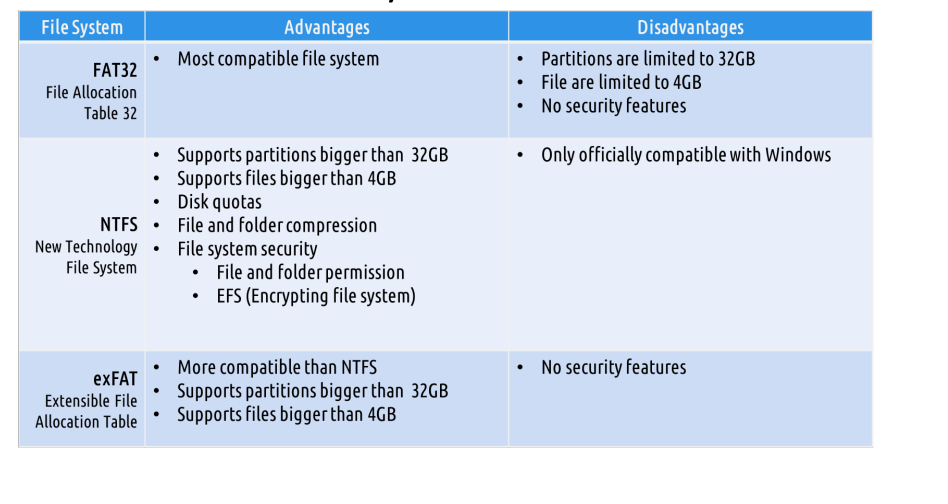 File System
Advantages
Disadvantages
FAT32
File Allocation
Table 32
• Most compatible file system
• Partitions are limited to 32GB
• File are limited to 4GB
• No security features
NTFS
New Technology
File System
• Supports partitions bigger than 32GB
• Supports files bigger than 4GB
• Disk quotas
• File and folder compression
• File system security
• File and folder permission
• EFS (Encrypting file system)
• Only officially compatible with Windows
exFAT
Extensible File
Allocation Table
• More compatible than NTFS
• Supports partitions bigger than 32GB
• Supports files bigger than 4GB
• No security features